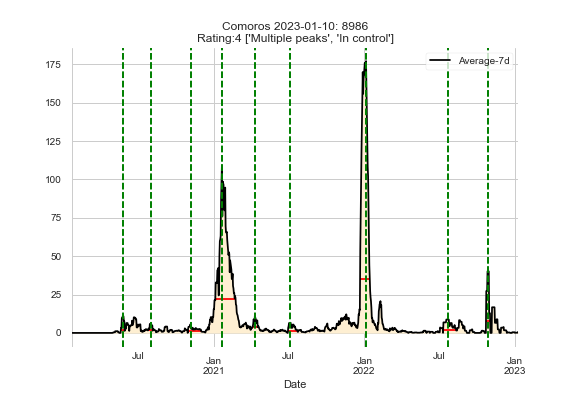 Comoros 2023-01-10: 8986
Rating:4 ['Multiple peaks', 'In control']
Average-7d
175
150
125
100
75
50
25
0
Jul
Jan
2021
Jul
Jan
2022
Jul
Jan
2023
Date